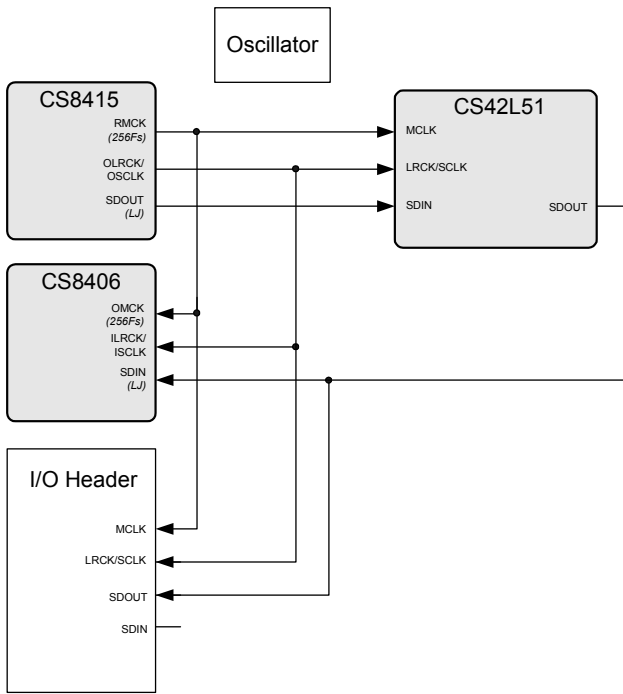 Oscillator
CS8415
RMCK
(256Fs)
OLRCK/
OSCLK
SDOUT
(LJ)
CS42L51
MCLK
LRCK/SCLK
SDIN
SDOUT
CS8406
OMCK
(256Fs)
ILRCK/
ISCLK
SDIN
(LJ)
I/O Header
MCLK
LRCK/SCLK
SDOUT
SDIN